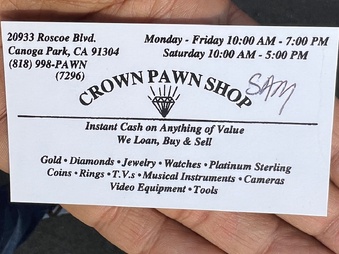 20933 Roscoe Blvd.
Canoga Park, CA 91304
(818) 998-PAWN
(7296)
Monday - Friday 10:00 AM - 7:00 PM
Saturday 10:00 AM - 5:00 PM
CROWN PAWN SHOP
SAM
Instant Cash on Anything of Value
We Loan, Buy & Sell
Gold • Diamonds • Jewelry • Watches • Platinum Sterling
Coins • Rings • T.V.s • Musical Instruments • Cameras
Video Equipment • Tools